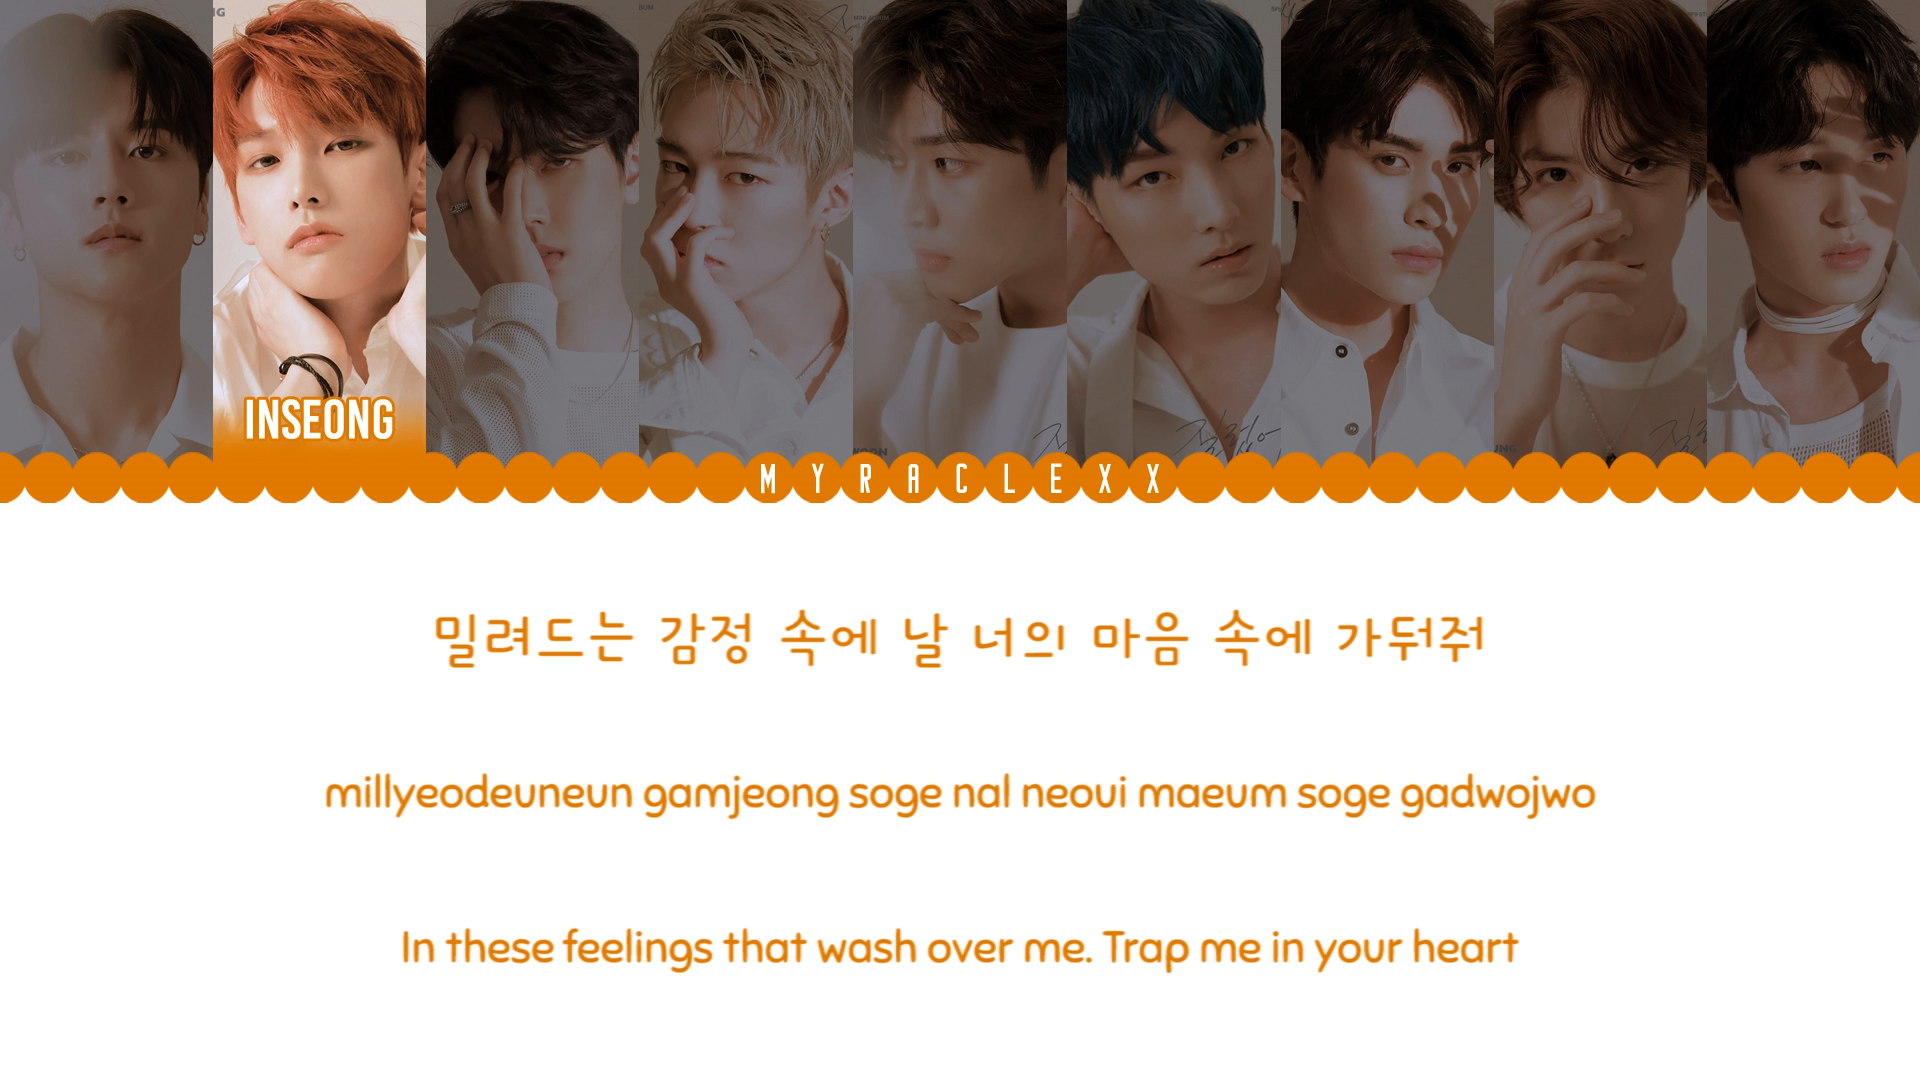 INSEONG
MYRACLEXX
밀려드는 감정 속에 날 너의 마음 속에 가둬줘
millyeodeuneun gamjeong soge nal neoui maeum soge gadwojwo
In these feelings that wash over me. Trap me in your heart